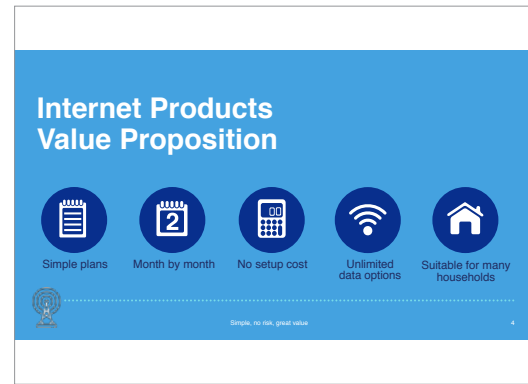 Internet Products
Value Proposition
2
Simple plans
Month by month
No setup cost
Unlimited
data options
Suitable for many
households
Simple, no risk, great value
4